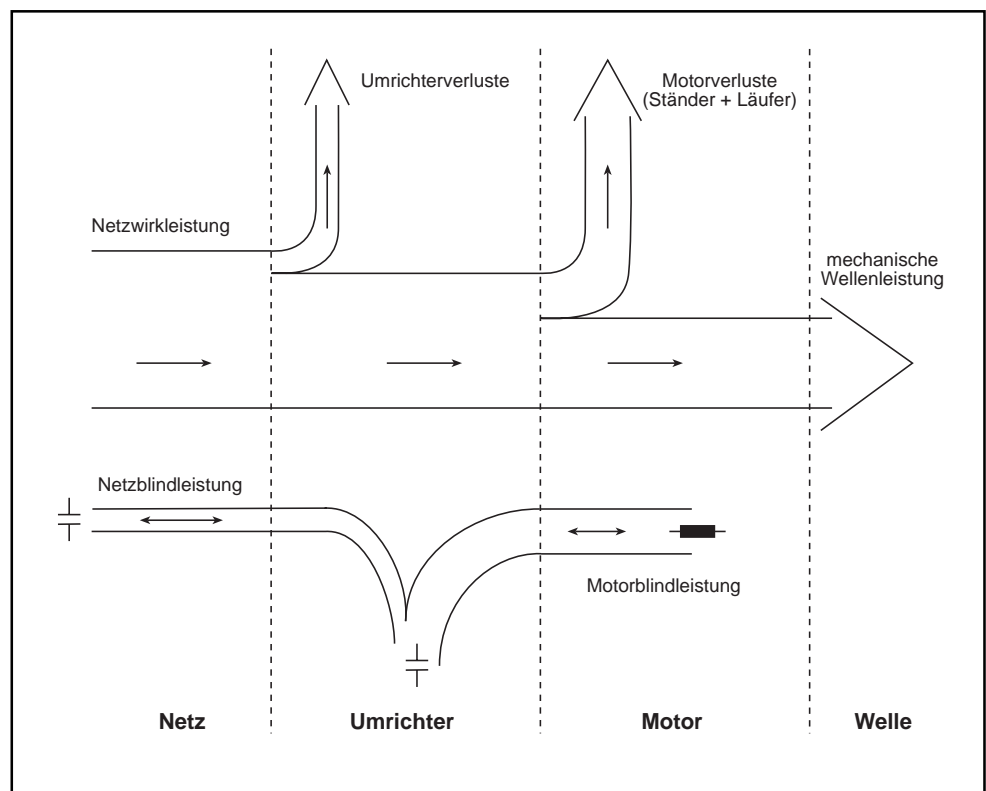 Umrichterverluste
Motorverluste
(Ständer + Läufer)
Netzwirkleistung
mechanische
Wellenleistung
Netzblindleistung
Motorblindleistung
Netz
Umrichter
Motor
Welle